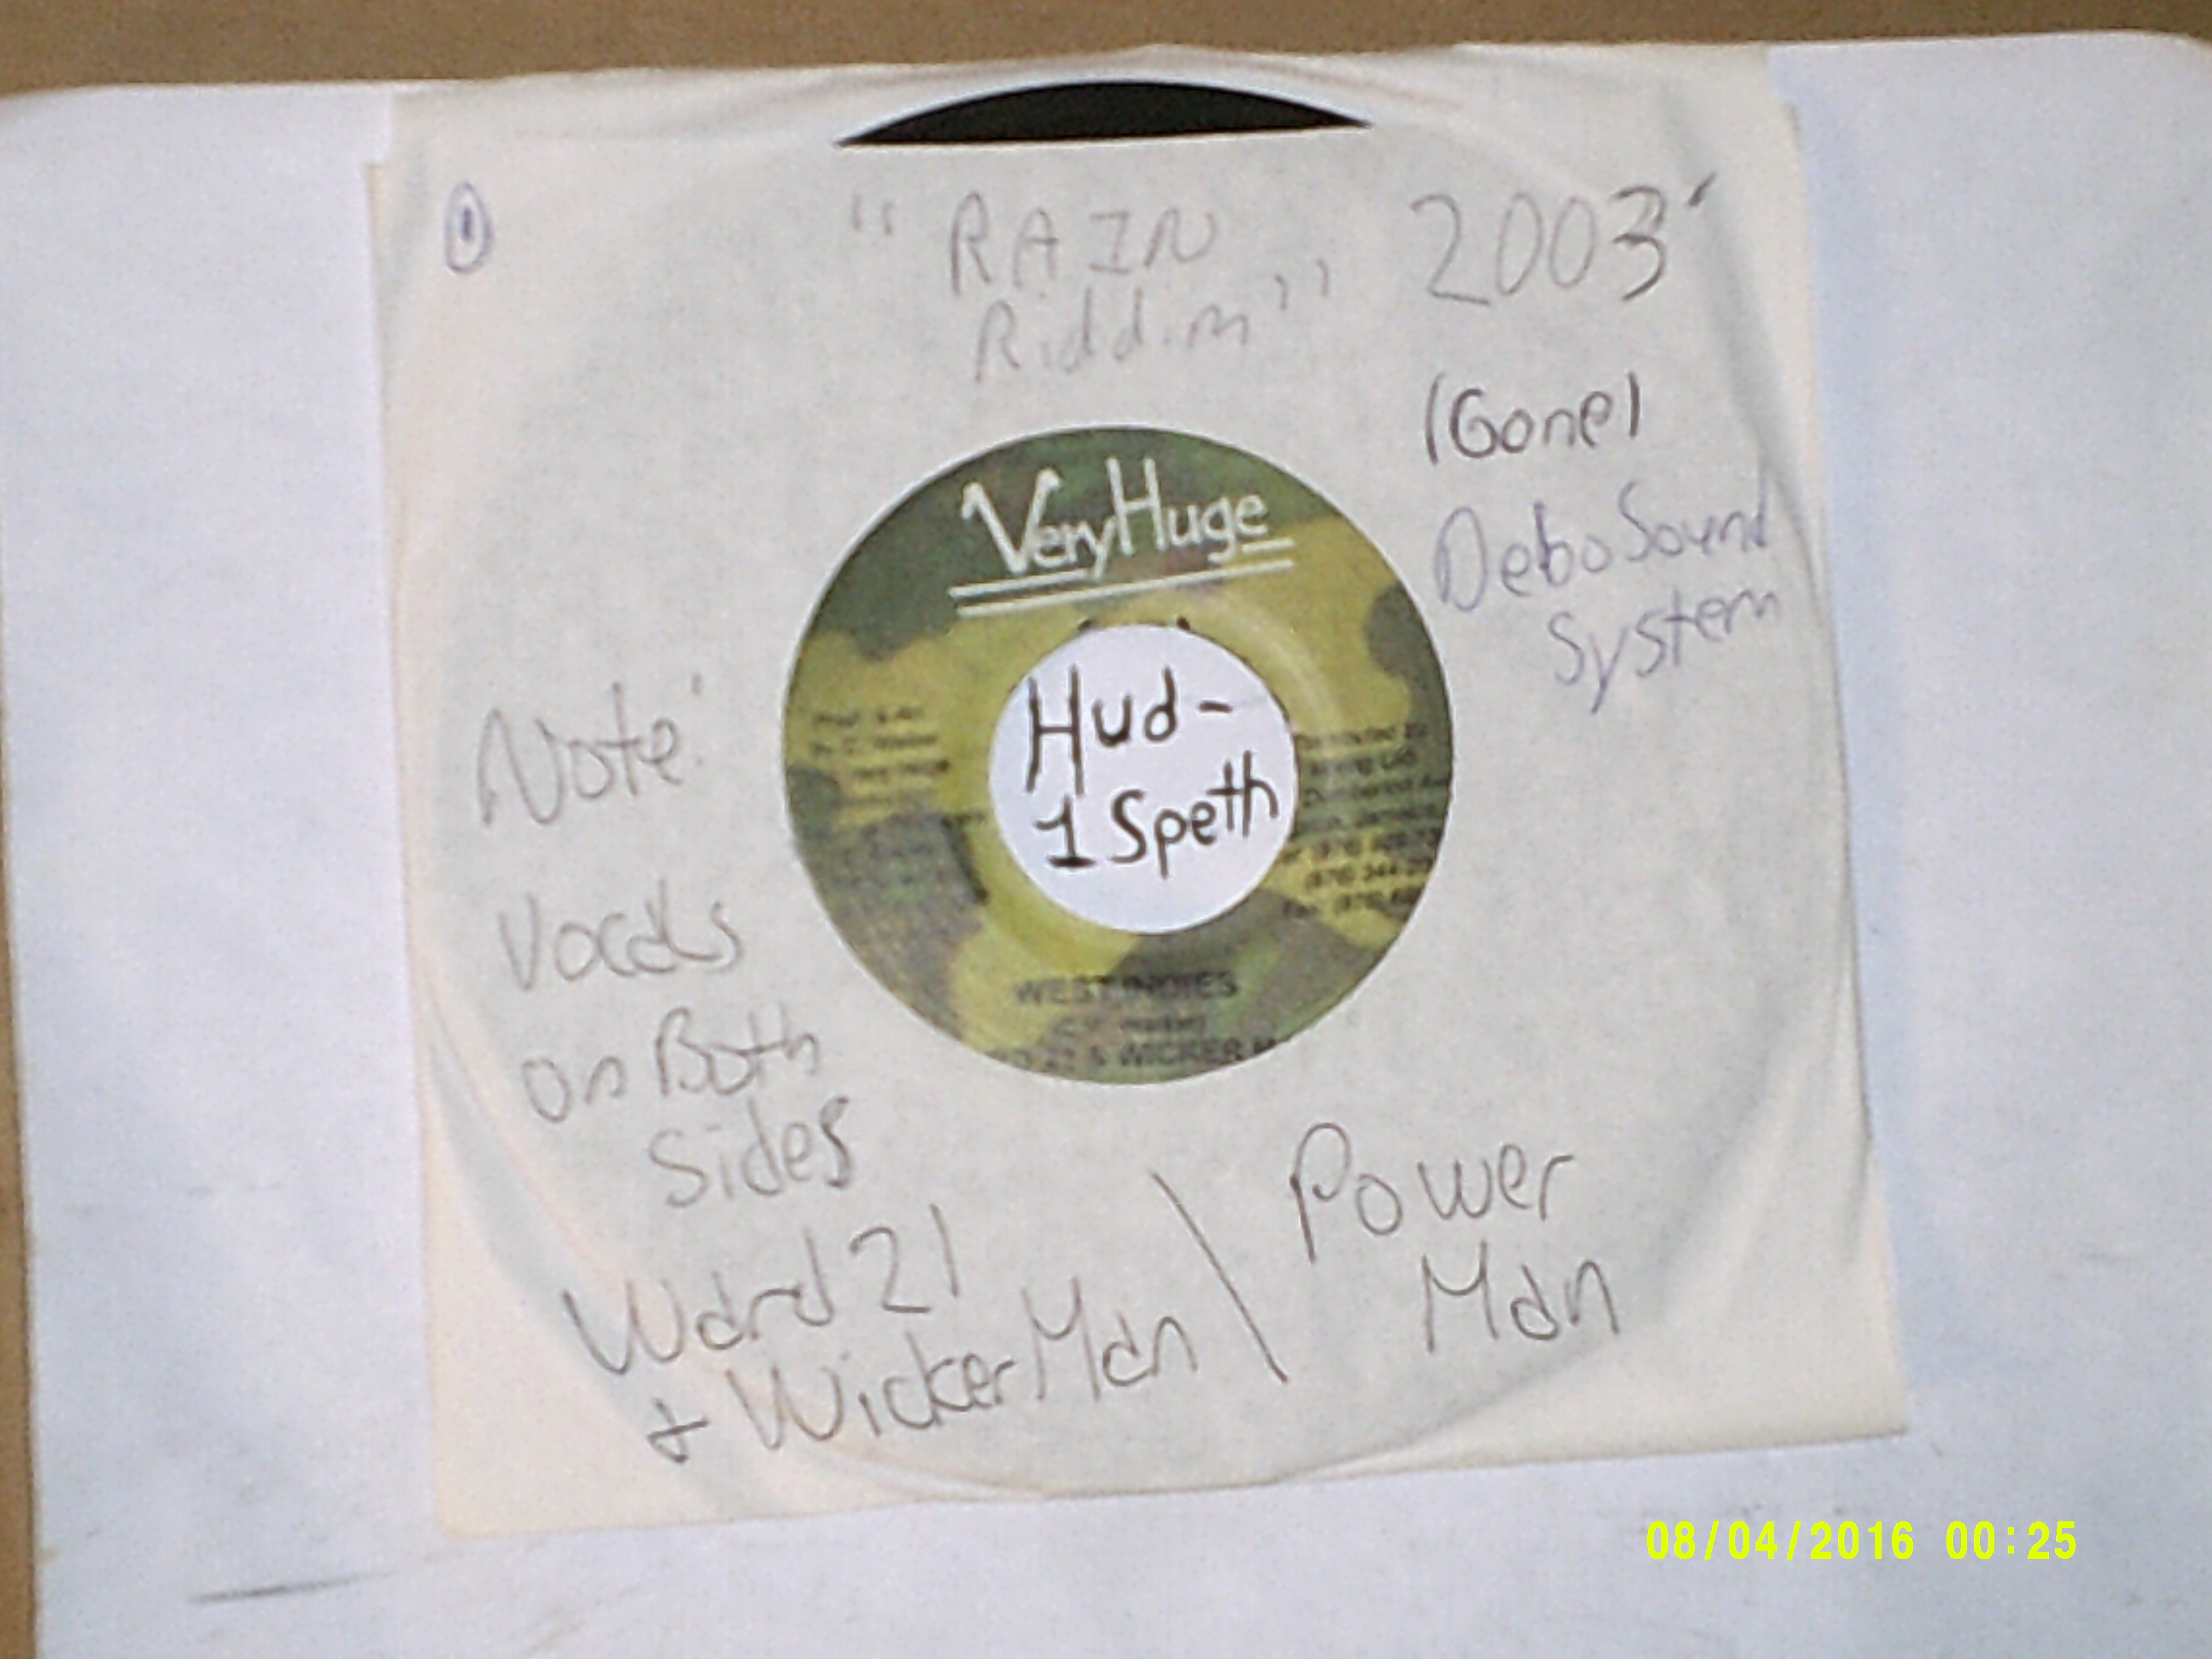 1
"RAIN
Riddim"
2003'
(Gone)
Debo Sound
System
VeryHuge
Hud-
1 Speth
Note:
Vocals
on Both
Sides
WEST INDIES
& WICKER
Ward 21
+ Wicker Man \ Power
Man
08/04/2016 00:25